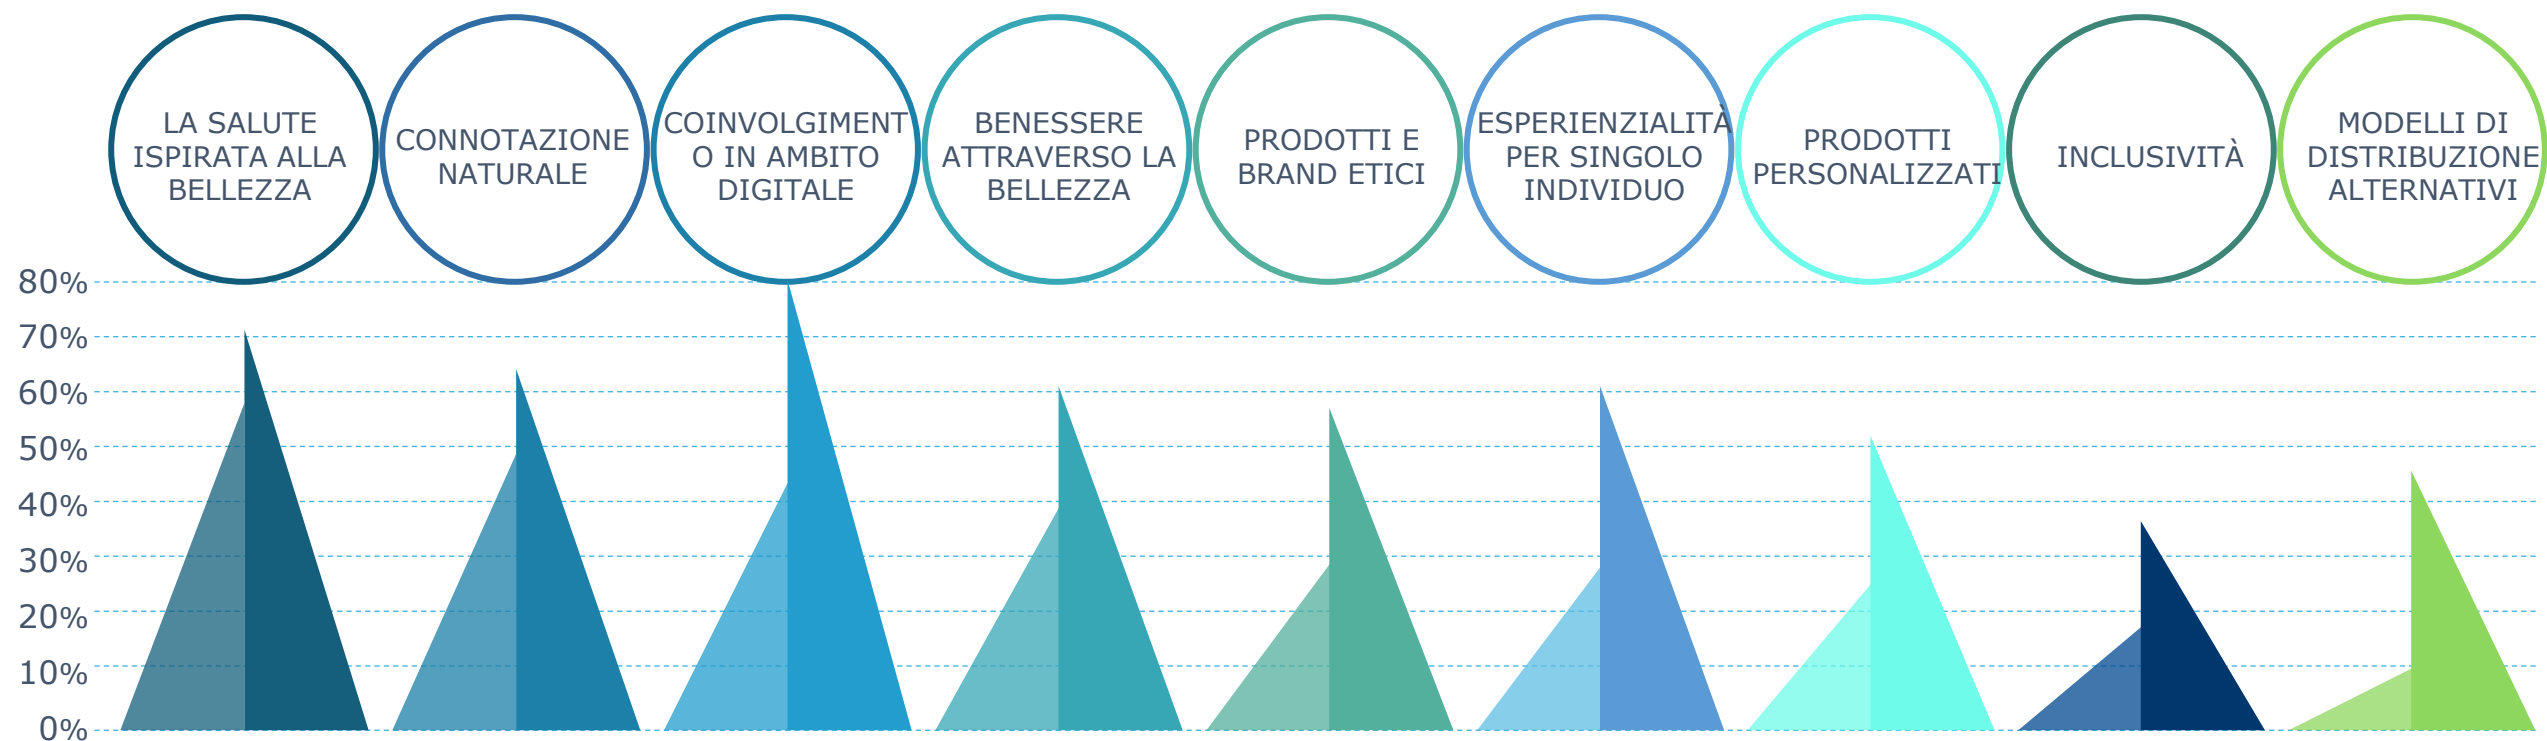 LA SALUTE
ISPIRATA ALLA
BELLEZZA
CONNOTAZIONE
NATURALE
COINVOLGIMENT
O IN AMBITO
DIGITALE
BENESSERE
ATTRAVERSO LA
BELLEZZA
PRODOTTI E
BRAND ETICI
ESPERIENZIALITÀ
PER SINGOLO
INDIVIDUO
PRODOTTI
PERSONALIZZATI
INCLUSIVITÀ
MODELLI DI
DISTRIBUZIONE
ALTERNATIVI
80%
70%
60%
50%
40%
30%
20%
10%
0%